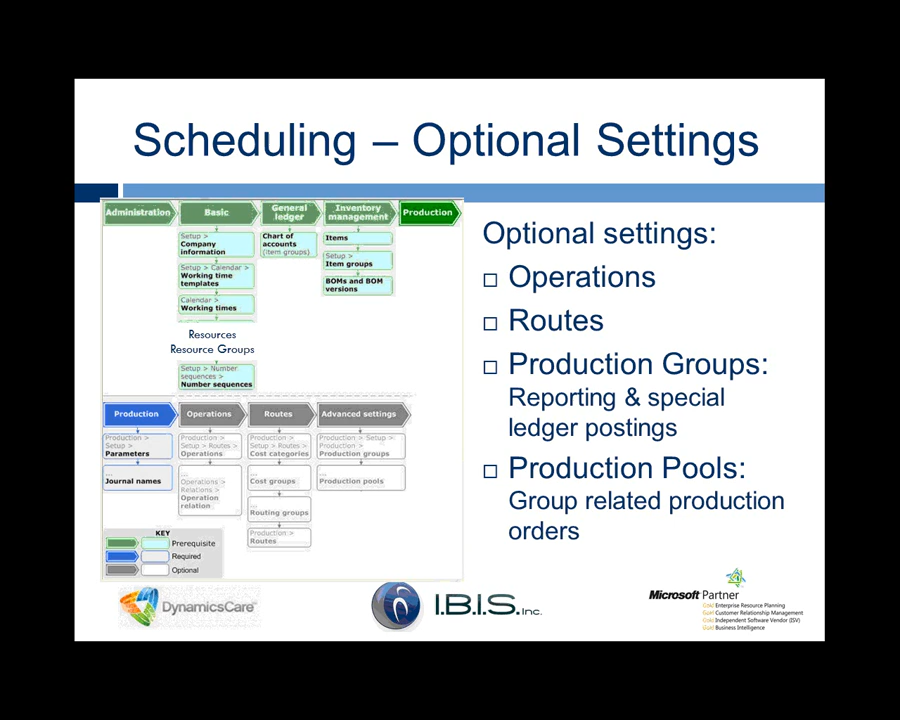 Scheduling – Optional Settings
Administration
Basic
General
ledger
Inventory
management
Production
Setup >
Company
information
Setup > Calendar >
Working time
templates
Calendar >
Working times
Chart of
accounts
(item groups)
Items
Setup >
Item groups
BOMs and BOM
versions
Resources
Resource Groups
Setup > Number
sequences >
Number sequences
Production
Operations
Routes
Advanced settings
Production >
Setup >
Parameters
...
Journal names
Production >
Setup > Routes >
Operations
...
Operations >
Relations >
Operation
relation
Production >
Setup > Routes >
Cost categories
...
Cost groups
...
Routing groups
Production >
Routes
Production > Setup >
Production >
Production groups
...
Production pools
KEY
Prerequisite
Required
Optional
Optional settings:
Operations
Routes
Production Groups:
Reporting & special
ledger postings
Production Pools:
Group related production
orders
DynamicsCare
I.B.I.S. Inc.
Microsoft Partner
Gold Enterprise Resource Planning
Gold Customer Relationship Management
Gold Independent Software Vendor (ISV)
Gold Business Intelligence